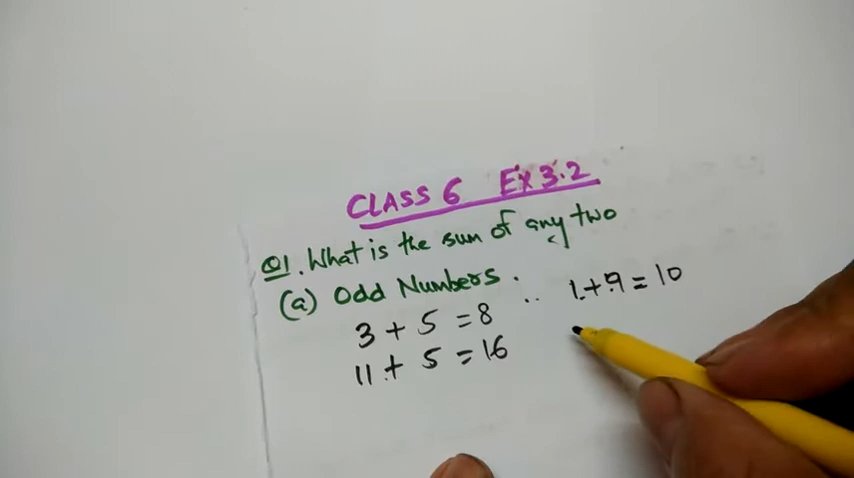 CLASS 6 Ex 3.2
Q1. What is the sum of any two
(a) Odd Numbers.
3 + 5 = 8 .. 1 + 9 = 10
11 + 5 = 16